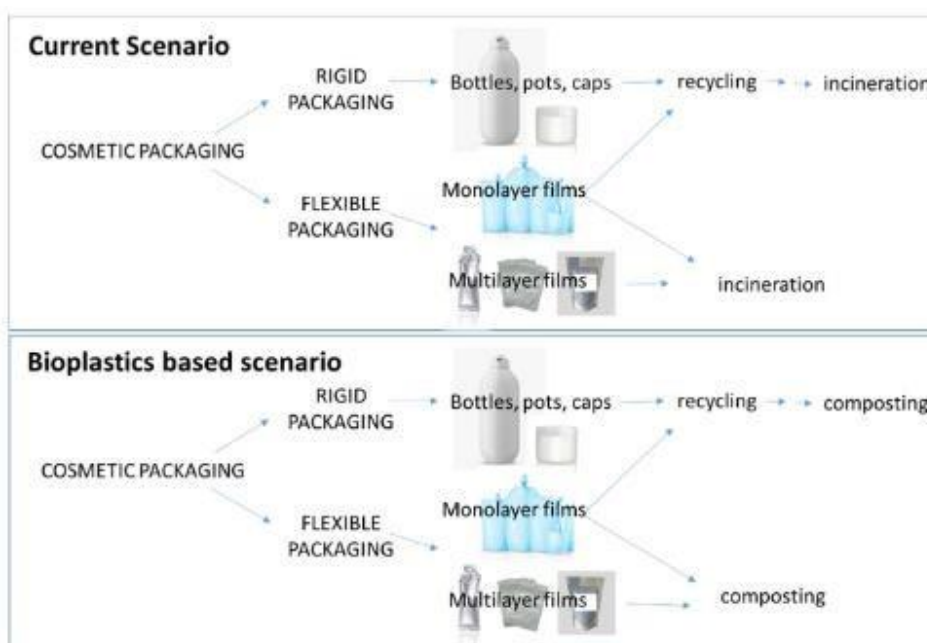 Current Scenario
RIGID
PACKAGING
Bottles, pots, caps
recycling
incineration
COSMETIC PACKAGING
Monolayer films
FLEXIBLE
PACKAGING
Multilayer films
incineration
Bioplastics based scenario
RIGID
PACKAGING
Bottles, pots, caps
recycling
composting
COSMETIC PACKAGING
Monolayer films
FLEXIBLE
PACKAGING
Multilayer films
composting